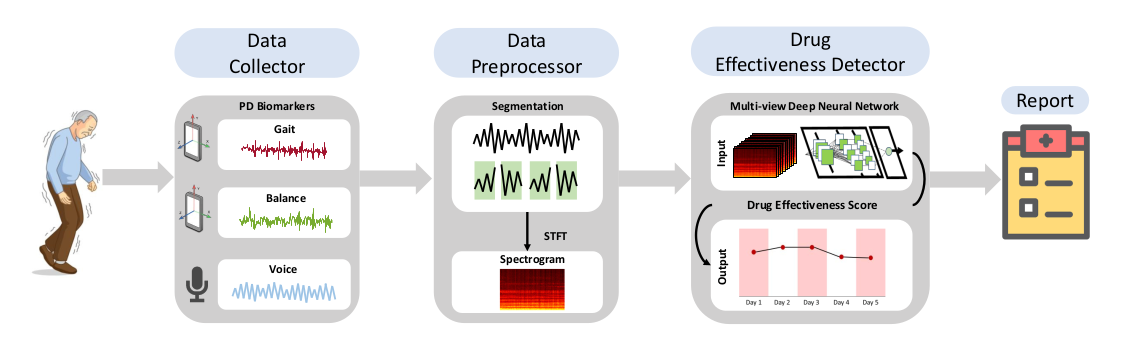 Data
Collector
Data
Preprocessor
Drug
Effectiveness Detector
Report
PD Biomarkers
Gait
Balance
Voice
Segmentation
STFT
Spectrogram
Multi-view Deep Neural Network
Input
Drug Effectiveness Score
Output
Day 1 Day 2 Day 3 Day 4 Day 5